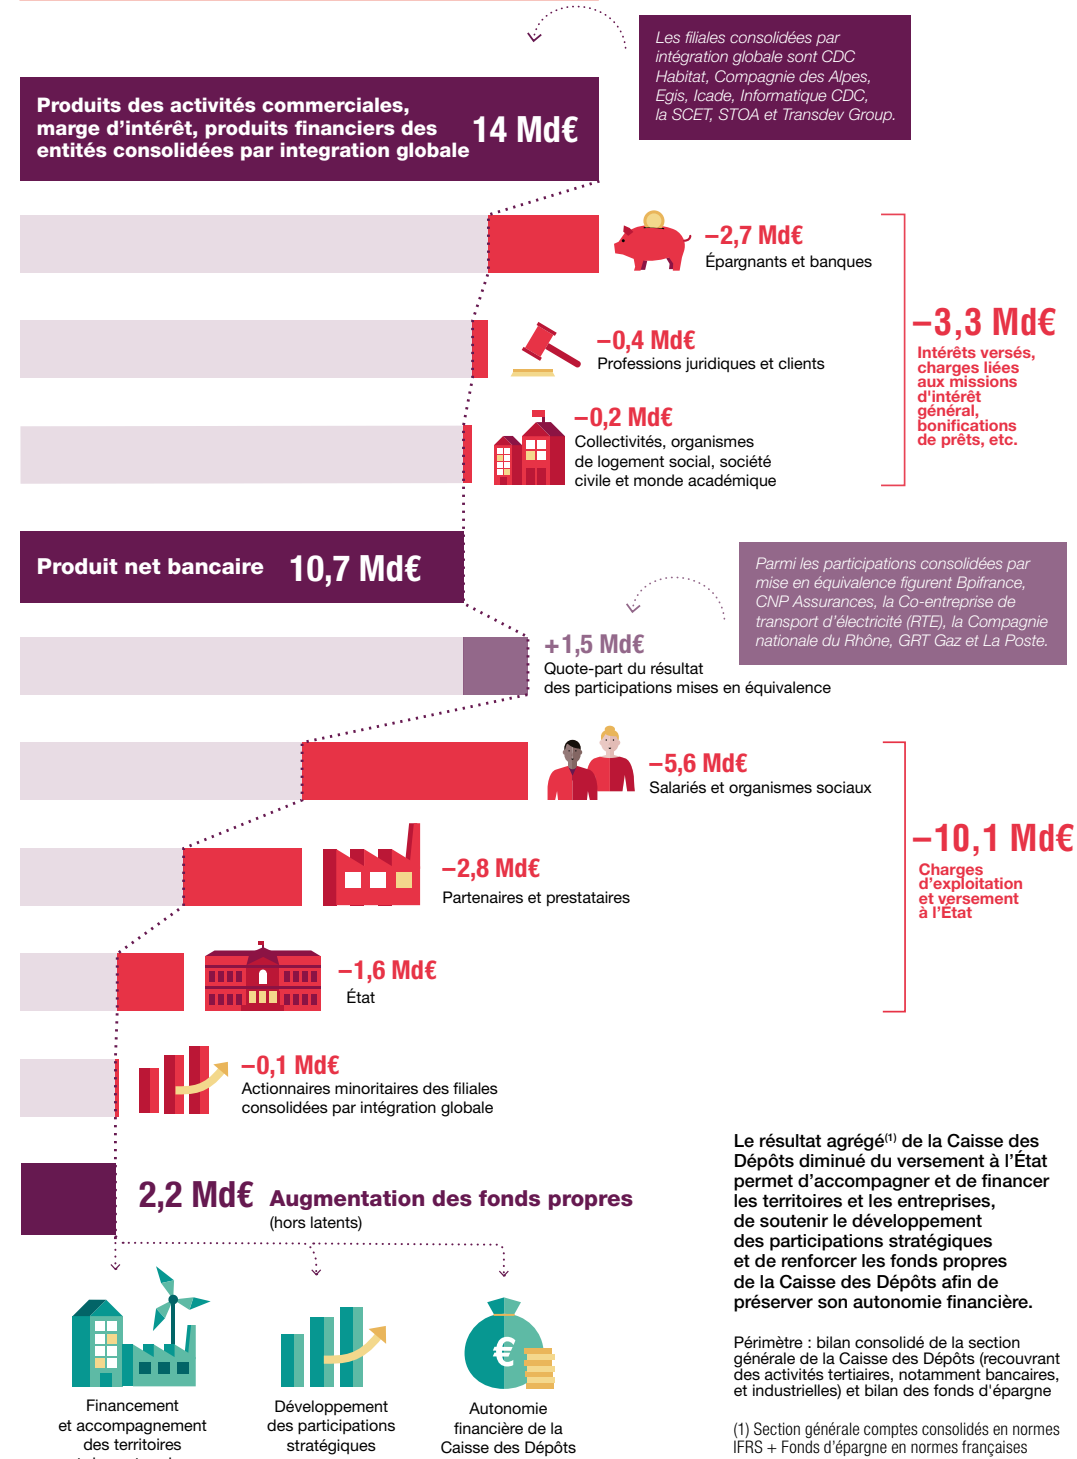 Les filiales consolidées par
intégration globale sont CDC
Habitat, Compagnie des Alpes,
Egis, Icade, Informatique CDC,
la SCET, STOA et Transdev Group.
Produits des activités commerciales,
marge d'intérêt, produits financiers des
entités consolidées par integration globale
14 Md€
–2,7 Md€
Épargnants et banques
–0,4 Md€
Professions juridiques et clients
–0,2 Md€
Collectivités, organismes
de logement social, société
civile et monde académique
–3,3 Md€
Intérêts versés,
charges liées
aux missions
d'intérêt
général,
bonifications
de prêts, etc.
Produit net bancaire 10,7 Md€
Parmi les participations consolidées par
mise en équivalence figurent Bpifrance,
CNP Assurances, la Co-entreprise de
transport d'électricité (RTE), la Compagnie
nationale du Rhône, GRT Gaz et La Poste.
+1,5 Md€
Quote-part du résultat
des participations mises en équivalence
–5,6 Md€
Salariés et organismes sociaux
–2,8 Md€
Partenaires et prestataires
–1,6 Md€
État
–10,1 Md€
Charges
d'exploitation
et versement
à l'État
–0,1 Md€
Actionnaires minoritaires des filiales
consolidées par intégration globale
2,2 Md€ Augmentation des fonds propres
(hors latents)
€
Financement
et accompagnement
des territoires
Développement
des participations
stratégiques
Autonomie
financière de la
Caisse des Dépôts
Le résultat agrégé(1) de la Caisse des
Dépôts diminué du versement à l'État
permet d'accompagner et de financer
les territoires et les entreprises,
de soutenir le développement
des participations stratégiques
et de renforcer les fonds propres
de la Caisse des Dépôts afin de
préserver son autonomie financière.
Périmètre : bilan consolidé de la section
générale de la Caisse des Dépôts (recouvrant
des activités tertiaires, notamment bancaires,
et industrielles) et bilan des fonds d'épargne
(1) Section générale comptes consolidés en normes
IFRS + Fonds d'épargne en normes françaises